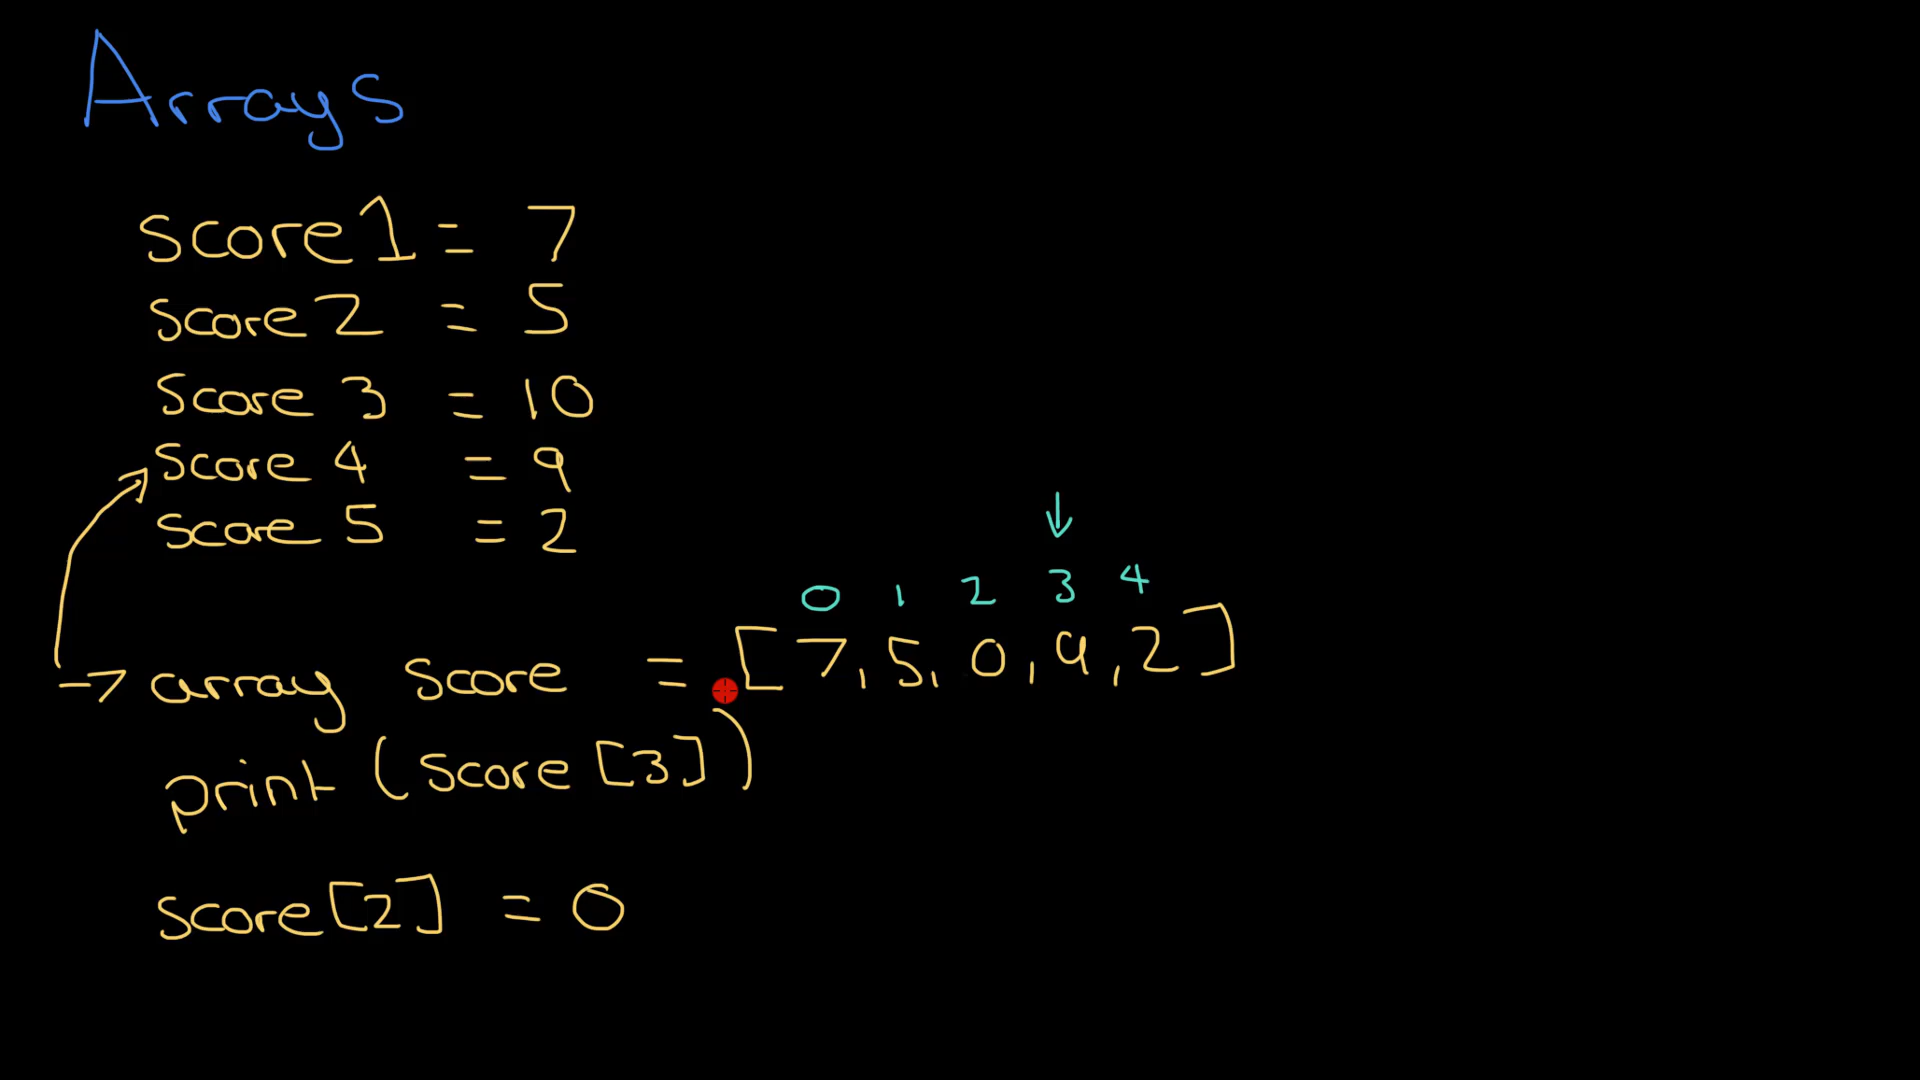 Arrays
score1 = 7
score2 = 5
Score 3 = 10
Score 4 = 9
score 5 = 2
0 1 2 3 4
array score = [7,5,0,9,2]
print (score [3])
score[2] = 0